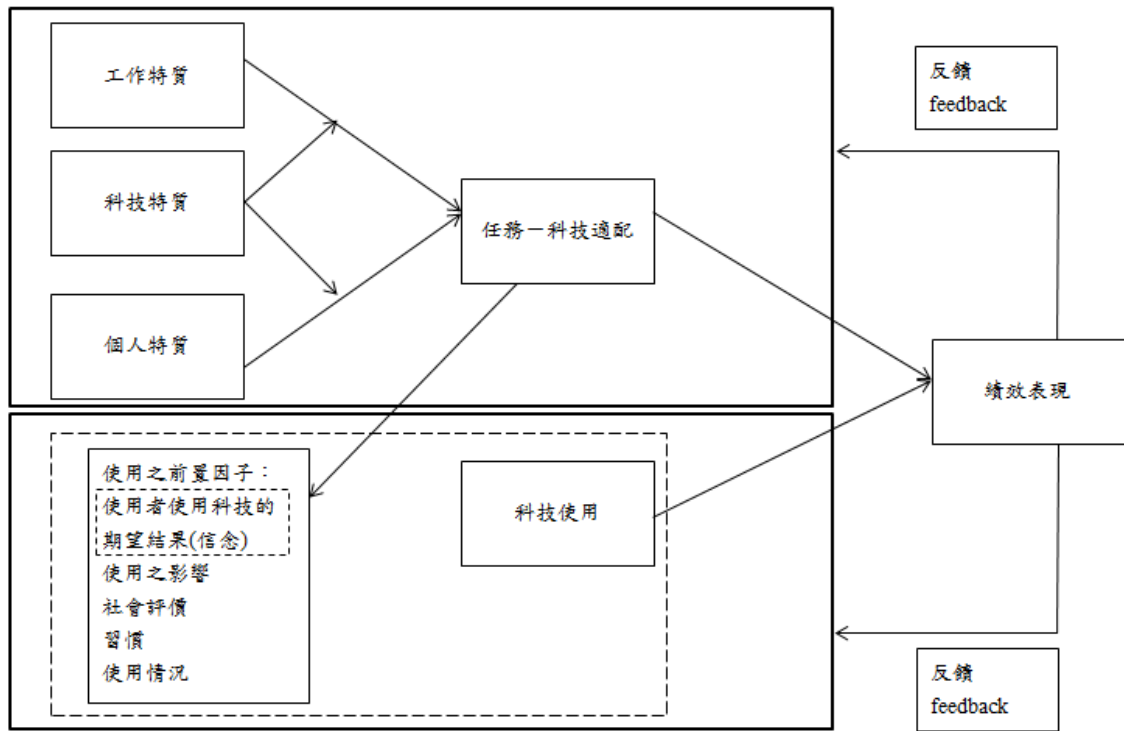 工作特質
反饋
feedback
科技特質
任務－科技適配
個人特質
績效表現
使用之前置因子：
使用者使用科技的
期望結果(信念)
使用之影響
社會評價
習慣
使用情況
科技使用
反饋
feedback